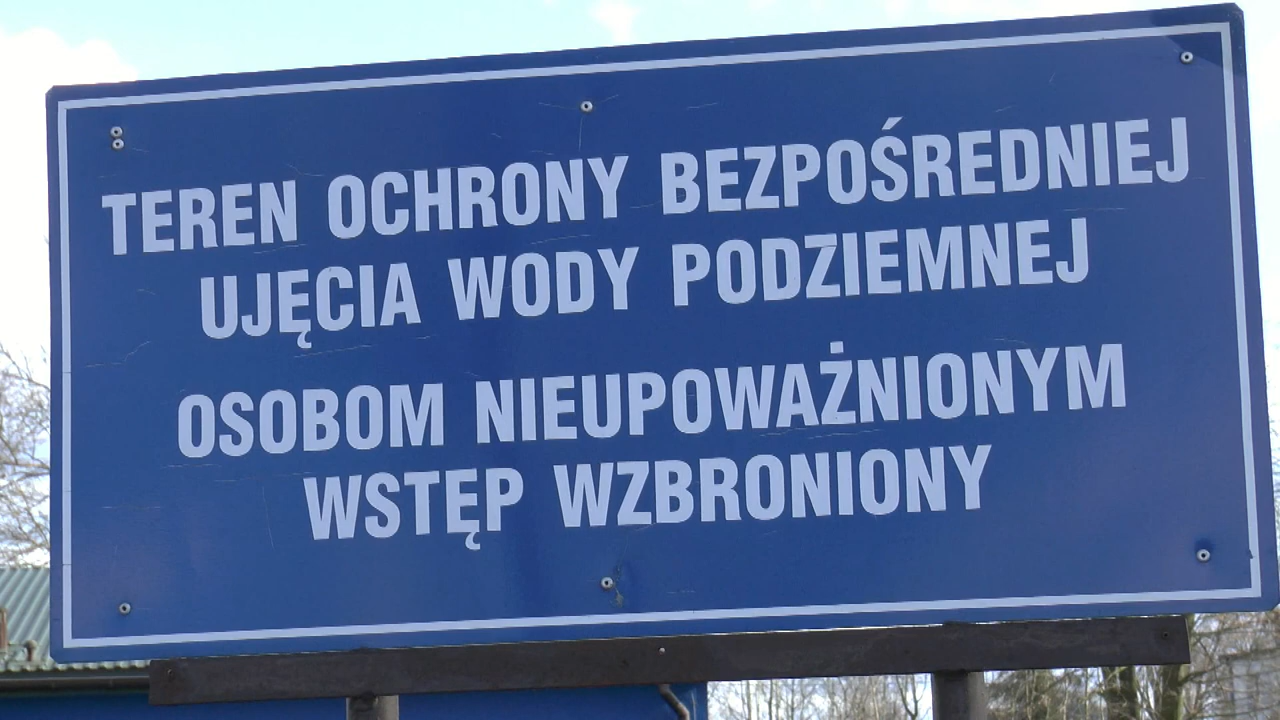 TEREN OCHRONY BEZPOŚREDNIEJ
UJĘCIA WODY PODZIEMNEJ
OSOBOM NIEUPOWAŻNIONYM
WSTĘP WZBRONIONY